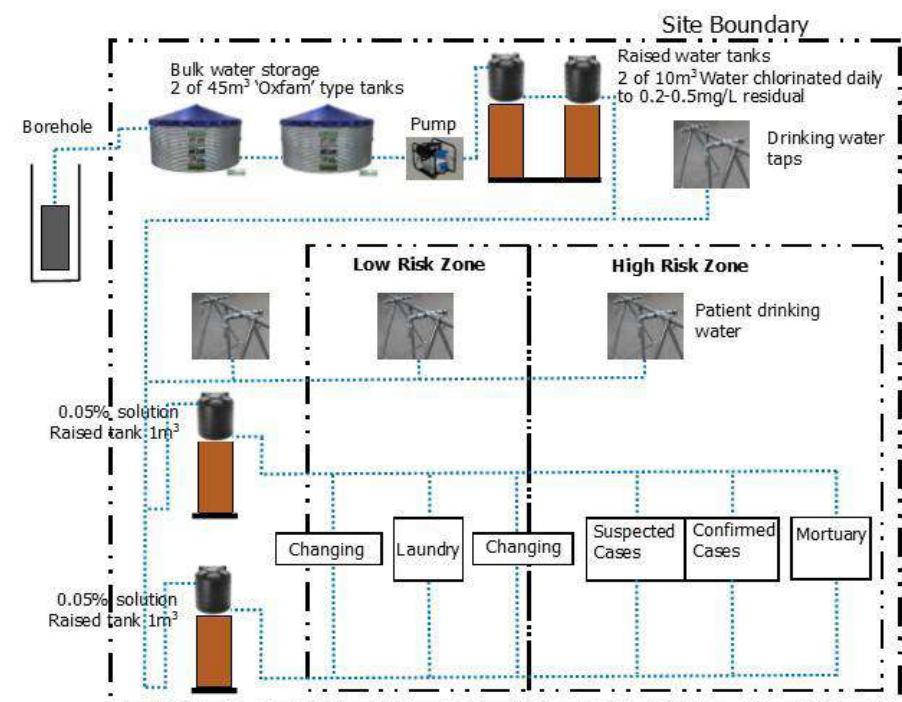 Site Boundary
Raised water tanks
2 of 10m³ Water chlorinated daily
to 0.2-0.5mg/L residual
Bulk water storage
2 of 45m³ 'Oxfam' type tanks
Borehole
Pump
Drinking water
taps
Low Risk Zone
High Risk Zone
Patient drinking
water
0.05% solution
Raised tank 1m³
Changing
Laundry
Changing
Suspected
Cases
Confirmed
Cases
Mortuary
0.05% solution
Raised tank 1m³